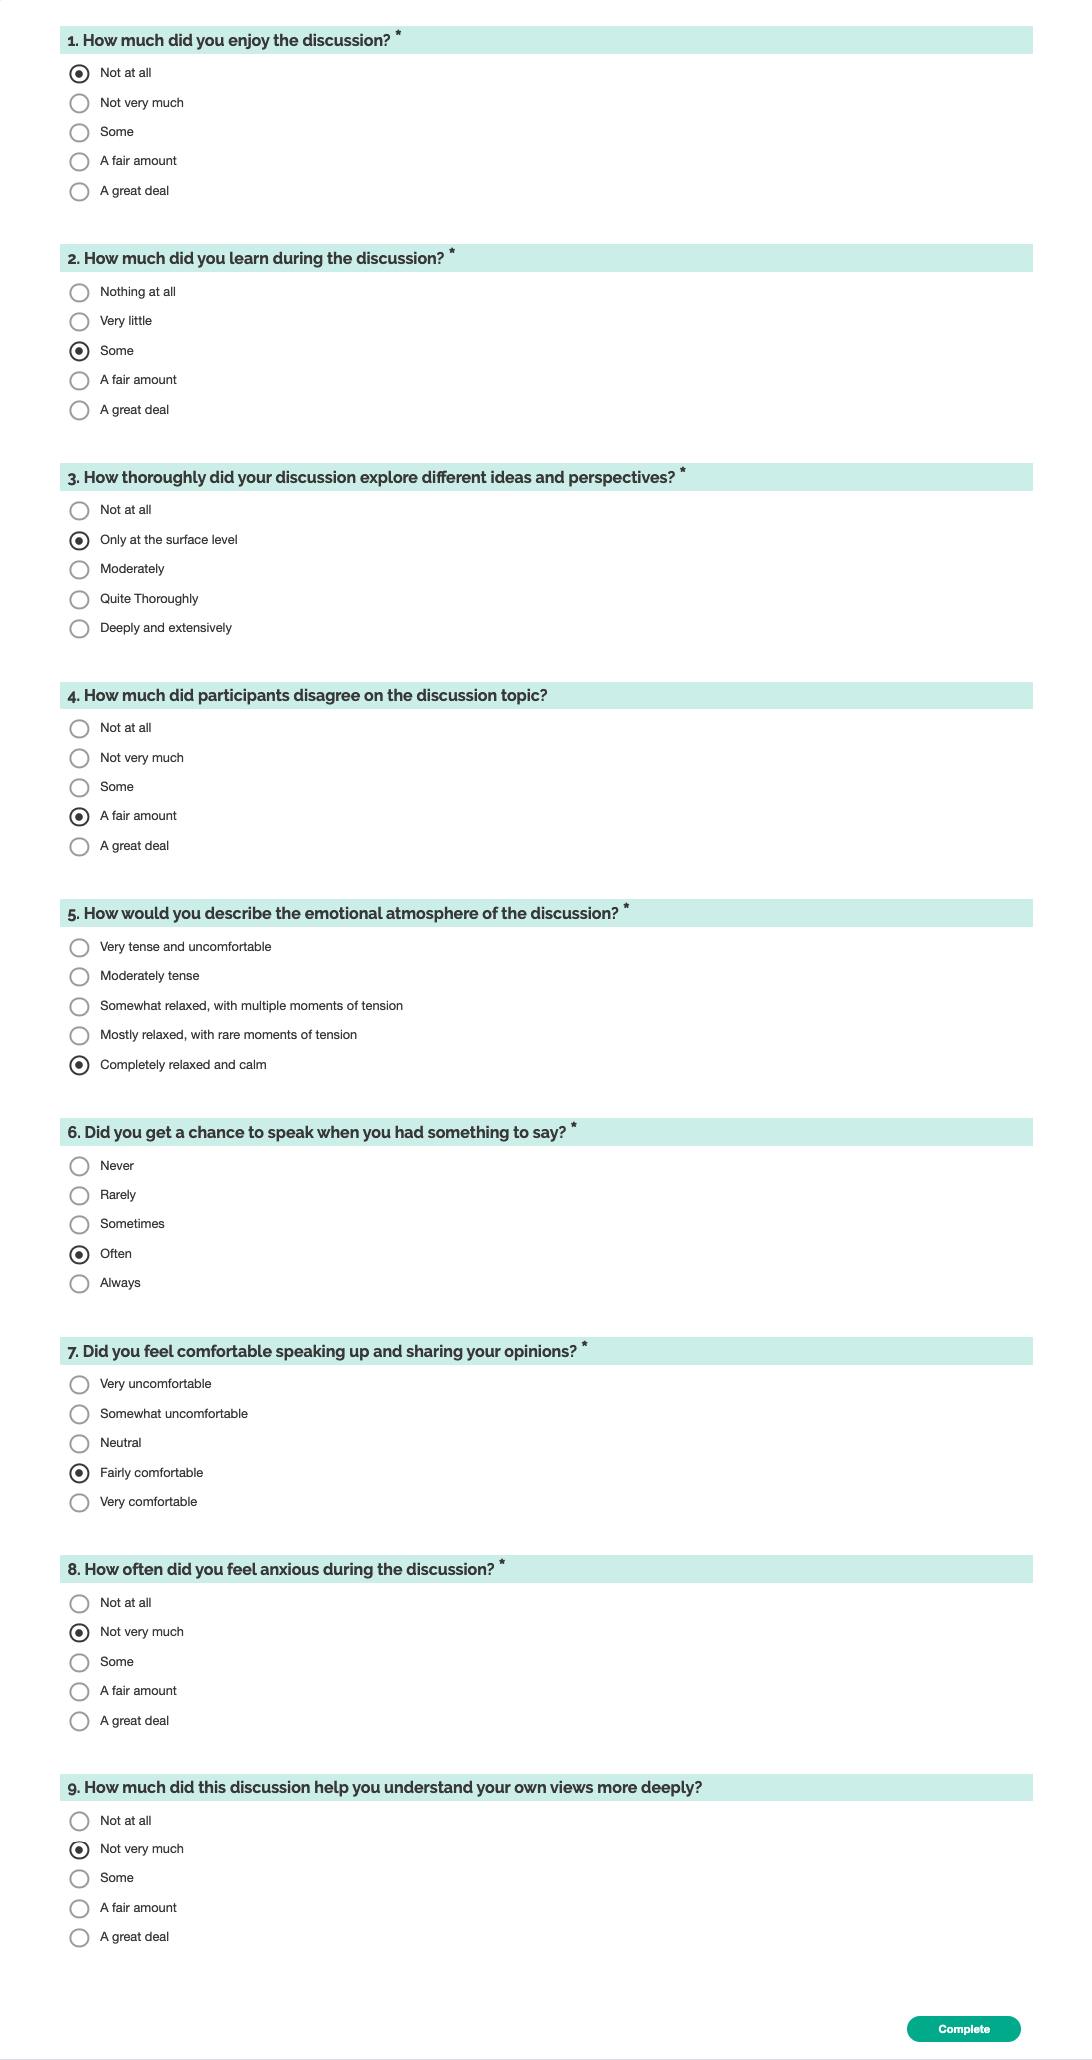 1. How much did you enjoy the discussion? *
Not at all
Not very much
Some
A fair amount
A great deal
2. How much did you learn during the discussion? *
Nothing at all
Very little
Some
A fair amount
A great deal
3. How thoroughly did your discussion explore different ideas and perspectives? *
Not at all
Only at the surface level
Moderately
Quite Thoroughly
Deeply and extensively
4. How much did participants disagree on the discussion topic?
Not at all
Not very much
Some
A fair amount
A great deal
5. How would you describe the emotional atmosphere of the discussion? *
Very tense and uncomfortable
Moderately tense
Somewhat relaxed, with multiple moments of tension
Mostly relaxed, with rare moments of tension
Completely relaxed and calm
6. Did you get a chance to speak when you had something to say? *
Never
Rarely
Sometimes
Often
Always
7. Did you feel comfortable speaking up and sharing your opinions? *
Very uncomfortable
Somewhat uncomfortable
Neutral
Fairly comfortable
Very comfortable
8. How often did you feel anxious during the discussion? *
Not at all
Not very much
Some
A fair amount
A great deal
9. How much did this discussion help you understand your own views more deeply?
Not at all
Not very much
Some
A fair amount
A great deal
Complete